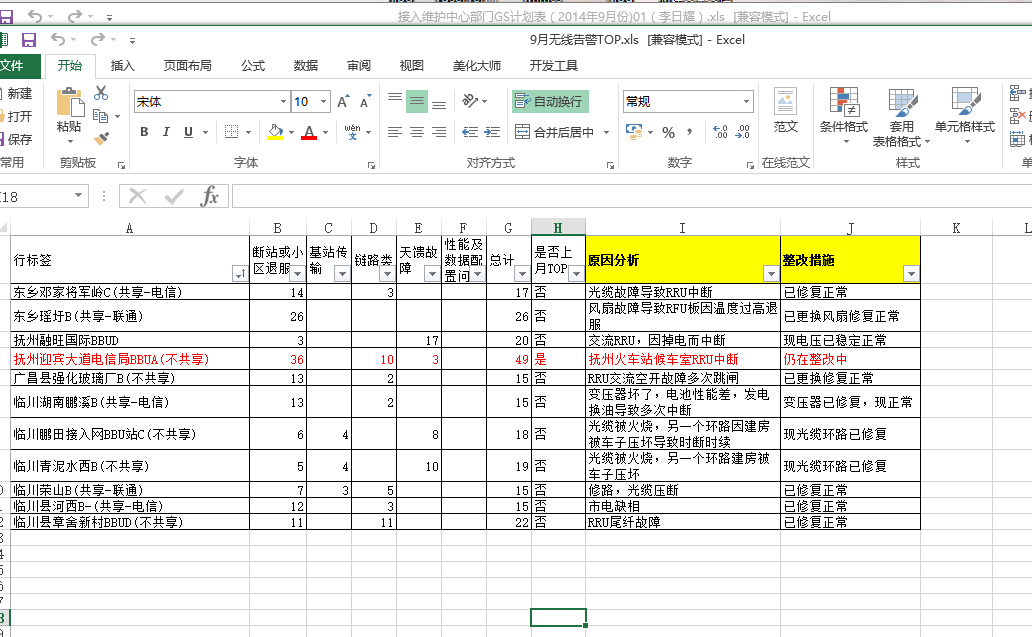 接入维护中心部门GS计划表（2014年9月份)01（李日耀）.xls  [兼容模式] - Excel
9月无线告警TOP.xls  [兼容模式] - Excel
文件 开始 插入 页面布局 公式 数据 审阅 视图 美化大师 开发工具
新建 宋体 10 自动换行 常规
打开 粘贴 范文 条件格式 套用 单元格样式
保存 B I U A wén 合并后居中 % 表格格式
常用 剪贴板 字体 对齐方式 数字 在线范文 样式
I18 fx
A B C D E F G H I J K L
行标签 断站或小区退服 基站传输 链路类 天馈故障 性能及数据配置问 总计 是否上月TOP 原因分析 整改措施
东乡邓家将军岭C(共享-电信) 14 3 17 否 光缆故障导致RRU中断 已修复正常
东乡瑶圩B(共享-联通) 26 26 否 风扇故障导致RFU板因温度过高退服 已更换风扇修复正常
抚州融旺国际BBUD 3 17 20 否 交流RRU，因掉电而中断 现电压已稳定正常
抚州迎宾大道电信局BBUA(不共享) 36 10 3 49 是 抚州火车站候车室RRU中断 仍在整改中
广昌县强化玻璃厂B(不共享) 13 2 15 否 RRU交流空开故障多次跳闸 已更换修复正常
临川湖南鹏溪B(共享-电信) 13 2 15 否 变压器坏了，电池性能差，发电换油导致多次中断 变压器已修复，现正常
临川鹏田接入网BBU站C(不共享) 6 4 8 18 否 光缆被火烧，另一个环路因建房被车子压坏导致时断时续 现光缆环路已修复
临川青泥水西B(不共享) 5 4 10 19 否 光缆被火烧，另一个环路建房被车子压坏 现光缆环路已修复
临川荣山B(共享-联通) 7 3 5 15 否 修路，光缆压断 已修复正常
临川县河西B-(共享-电信) 12 3 15 否 市电缺相 已修复正常
临川县章舍新村BBUD(不共享) 11 11 22 否 RRU尾纤故障 已修复正常